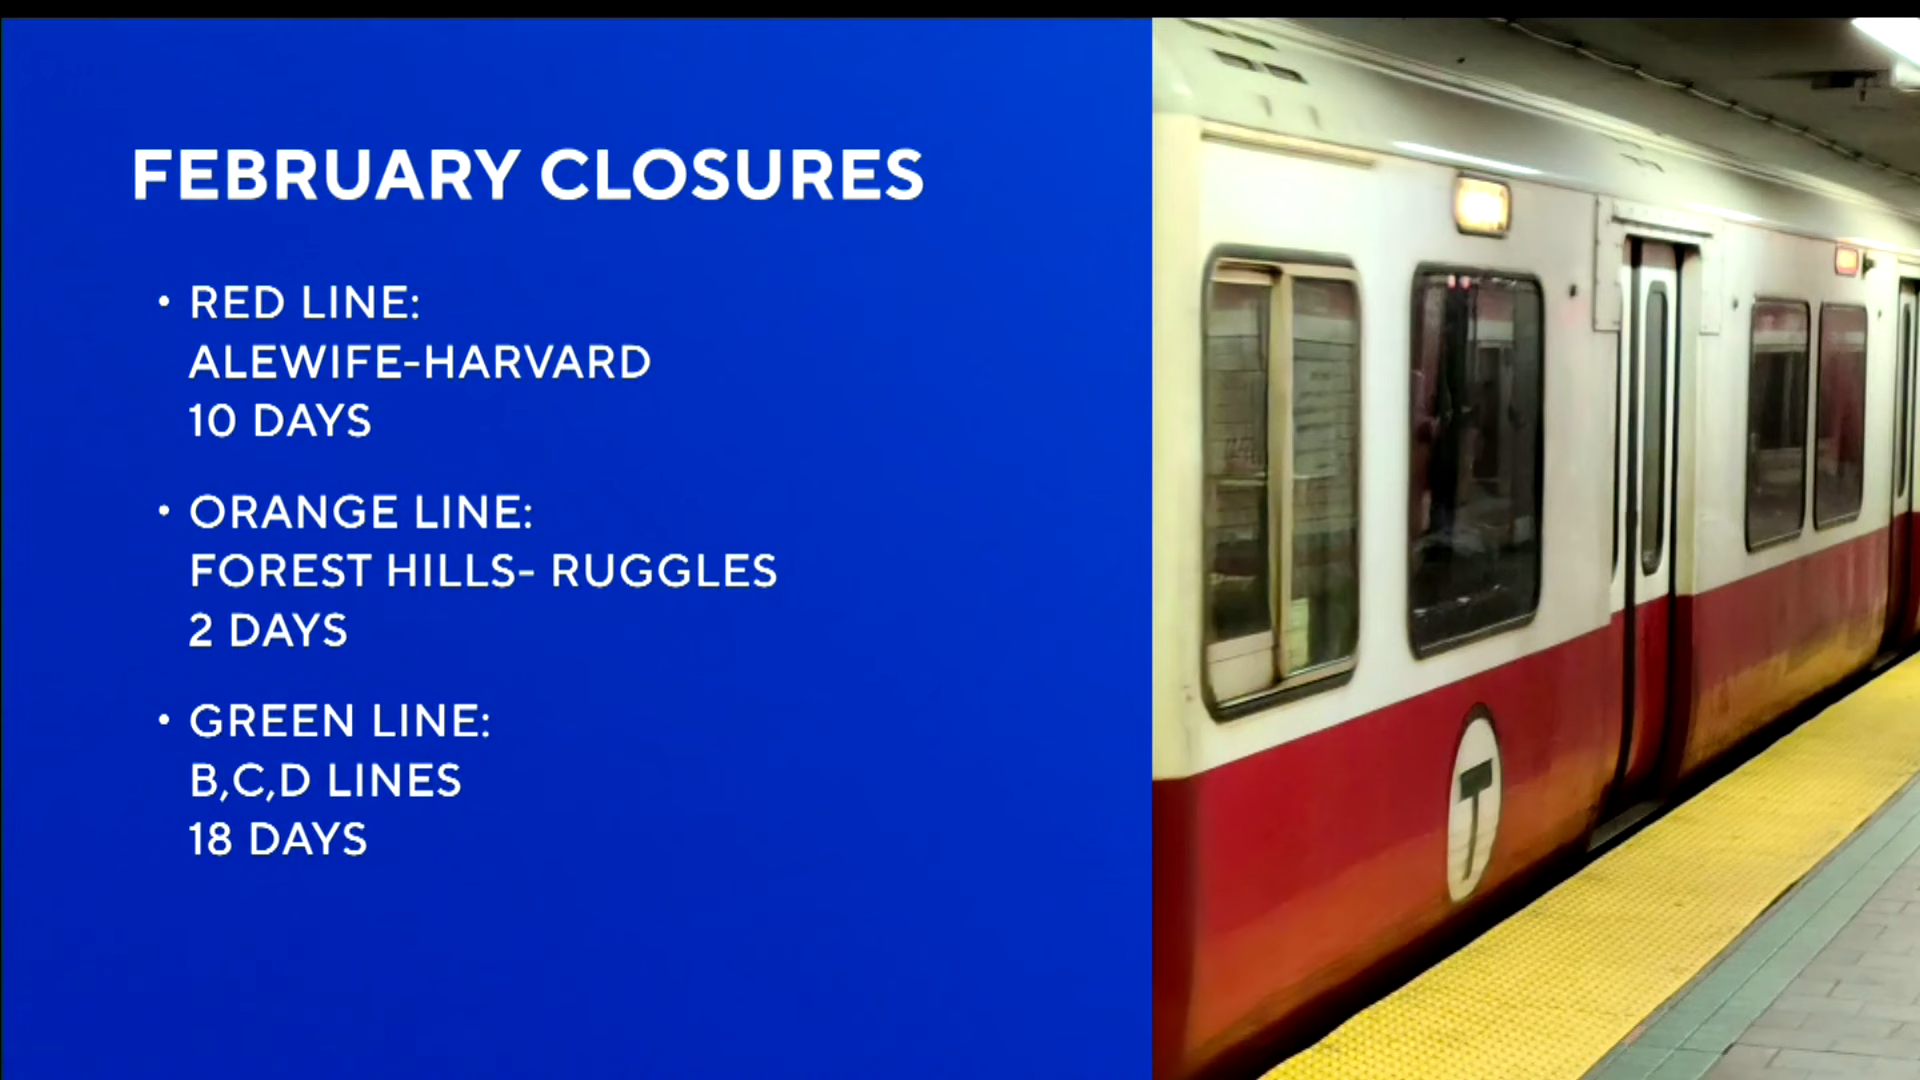 FEBRUARY CLOSURES
• RED LINE:
ALEWIFE-HARVARD
10 DAYS
• ORANGE LINE:
FOREST HILLS- RUGGLES
2 DAYS
• GREEN LINE:
B,C,D LINES
18 DAYS
T